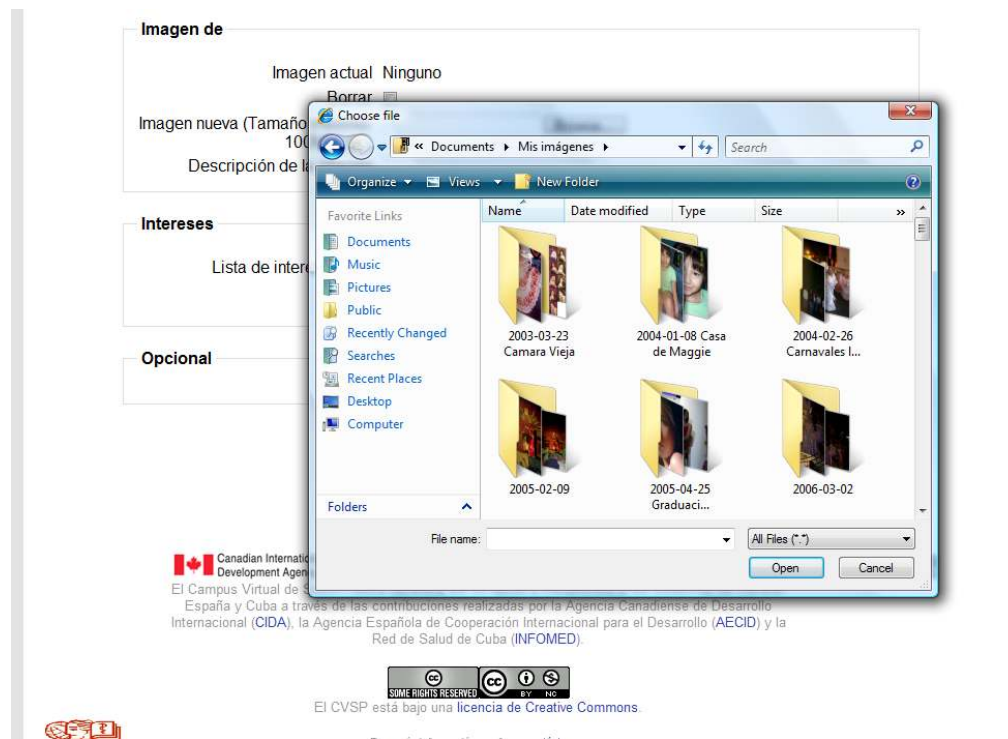 Imagen de
Imagen actual Ninguno
Borrar
Imagen nueva (Tamaño
100
Descripción de la
Intereses
Lista de inter
Opcional
Choose file
« Documents Mis imágenes
Search
Organize Views New Folder
?
Favorite Links
Documents
Music
Pictures
Public
Recently Changed
Searches
Recent Places
Desktop
Computer
Folders
Name Date modified Type Size »
2003-03-23
Camara Vieja
2004-01-08 Casa
de Maggie
2004-02-26
Carnavales l...
2005-02-09
2005-04-25
Graduaci...
2006-03-02
File name:
All Files (*.*)
Open Cancel
Canadian Internatio
Development Agen
El Campus Virtual de S
España y Cuba a través de las contribuciones realizadas por la Agencia Canadiense de Desarrollo
Internacional (CIDA), la Agencia Española de Cooperación Internacional para el Desarrollo (AECID) y la
Red de Salud de Cuba (INFOMED).
SOME RIGHTS RESERVED
cc
BY NC
El CVSP está bajo una licencia de Creative Commons.